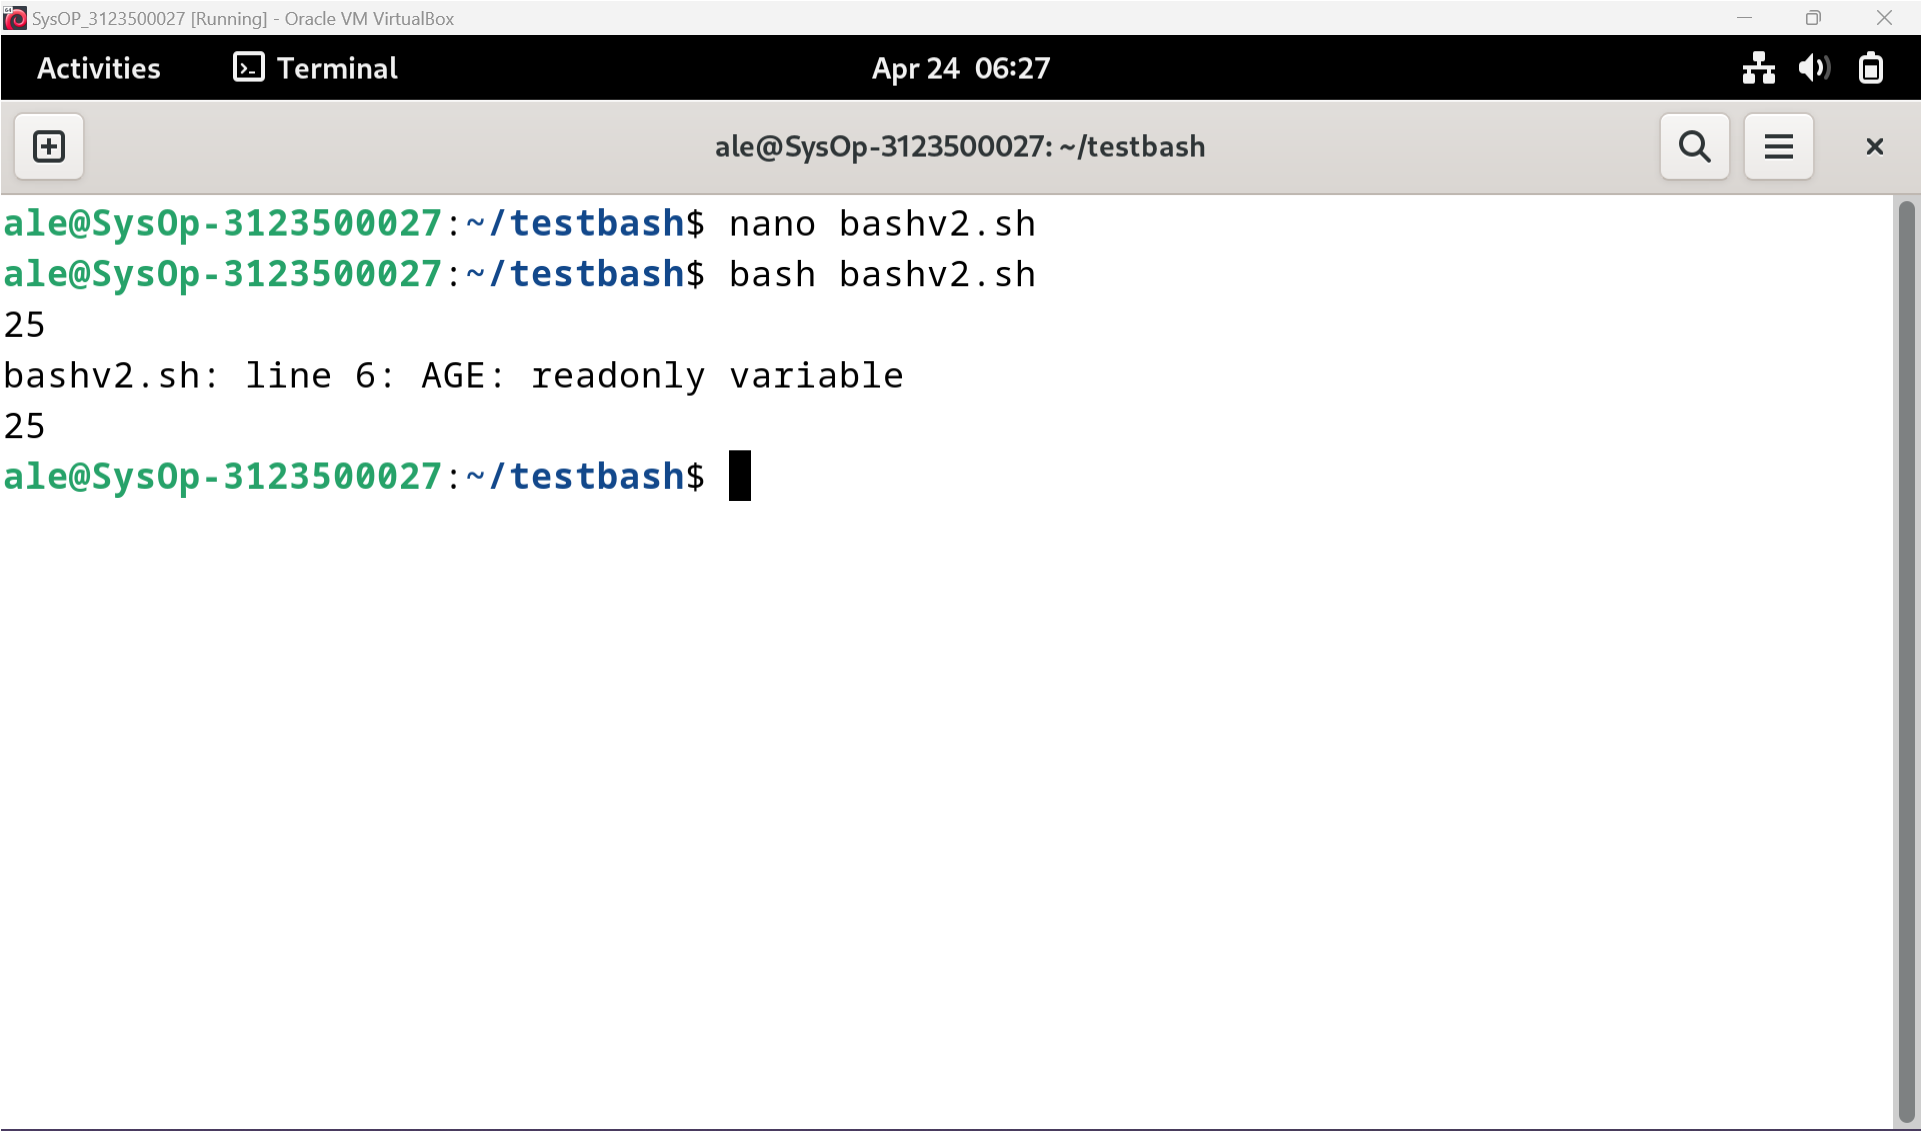 SysOP_3123500027 [Running] - Oracle VM VirtualBox
Activities Terminal Apr 24 06:27
ale@SysOp-3123500027: ~/testbash
ale@SysOp-3123500027:~/testbash$ nano bashv2.sh
ale@SysOp-3123500027:~/testbash$ bash bashv2.sh
25
bashv2.sh: line 6: AGE: readonly variable
25
ale@SysOp-3123500027:~/testbash$